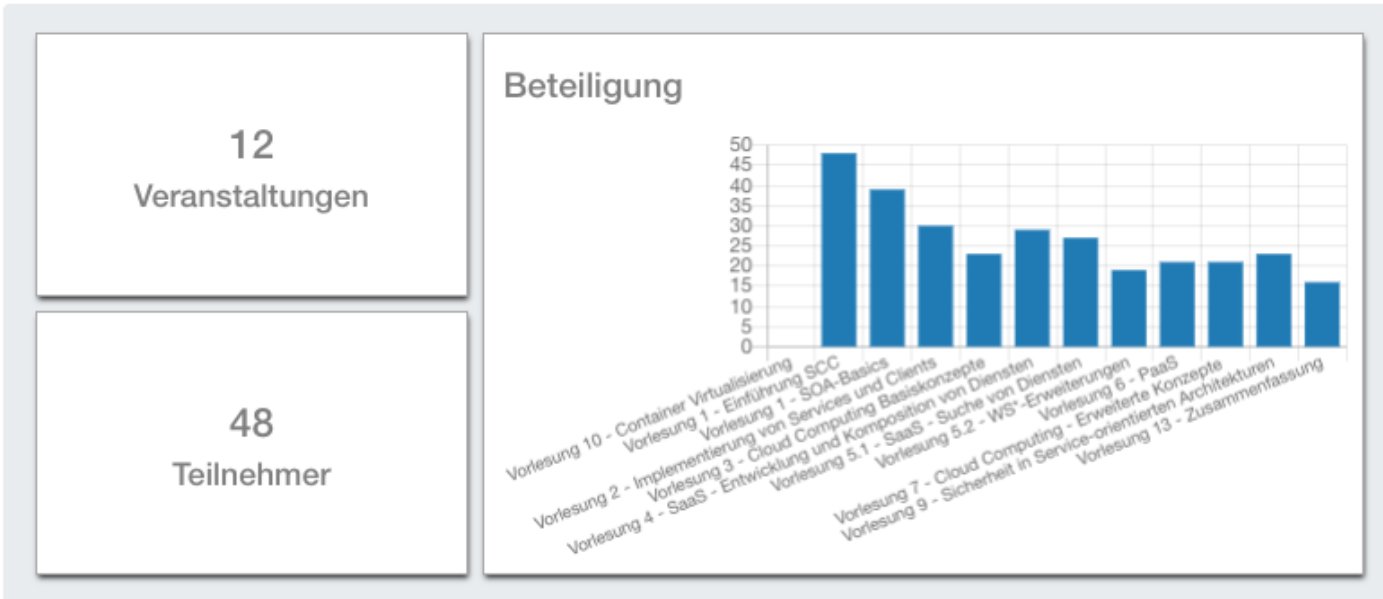 12
Veranstaltungen
48
Teilnehmer
Beteiligung
50
45
40
35
30
25
20
15
10
5
0
Vorlesung 10 - Container Virtualisierung
Vorlesung 1 - Einführung SCC
Vorlesung 1 - SOA-Basics
Vorlesung 2 - Implementierung von Services und Clients
Vorlesung 3 - Cloud Computing Basiskonzepte
Vorlesung 4 - SaaS - Entwicklung und Komposition von Diensten
Vorlesung 5.1 - SaaS - Suche von Diensten
Vorlesung 5.2 - WS*-Erweiterungen
Vorlesung 6 - PaaS
Vorlesung 7 - Cloud Computing - Erweiterte Konzepte
Vorlesung 9 - Sicherheit in Service-orientierten Architekturen
Vorlesung 13 - Zusammenfassung